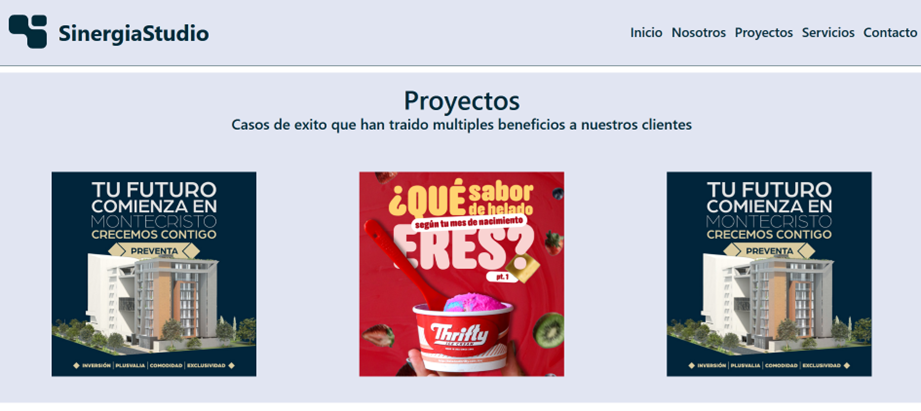 SinergiaStudio
Inicio Nosotros Proyectos Servicios Contacto
Proyectos
Casos de exito que han traido multiples beneficios a nuestros clientes
TU FUTURO
COMIENZA EN
MONTECRISTO
CRECEMOS CONTIGO
PREVENTA
INVERSIÓN | PLUSVALIA | COMODIDAD | EXCLUSIVIDAD
¿QUÉ sabor
de helado
según tu mes de nacimiento
ERES?
pt. 1
Thrifty
ICE CREAM
TU FUTURO
COMIENZA EN
MONTECRISTO
CRECEMOS CONTIGO
PREVENTA
INVERSIÓN | PLUSVALIA | COMODIDAD | EXCLUSIVIDAD